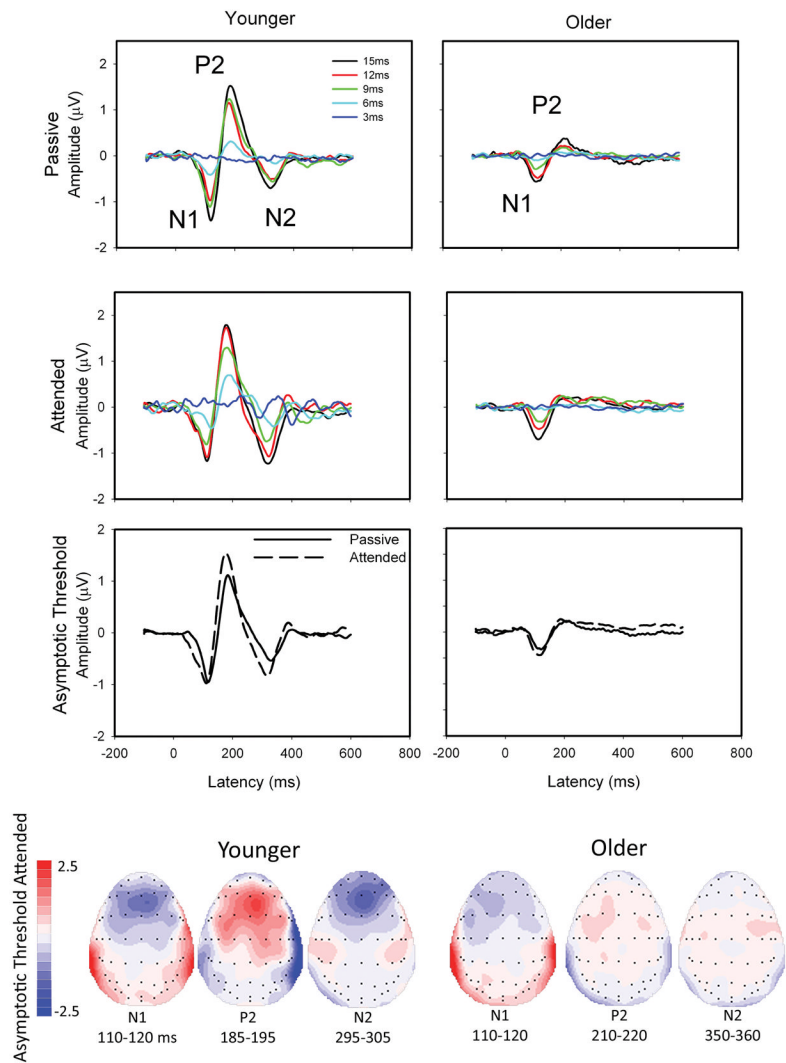 Younger
Older
Passive
Amplitude (µV)
2
1
0
-1
-2
P2
N1
N2
15ms
12ms
9ms
6ms
3ms
P2
N1
Attended
Amplitude (µV)
2
1
0
-1
-2
Asymptotic Threshold
Amplitude (µV)
2
1
0
-1
-2
Passive
Attended
-200 0 200 400 600 800
Latency (ms)
-200 0 200 400 600 800
Latency (ms)
Asymptotic Threshold Attended
2.5
-2.5
Younger
Older
N1 P2 N2 N1 P2 N2
110-120 ms 185-195 295-305 110-120 210-220 350-360